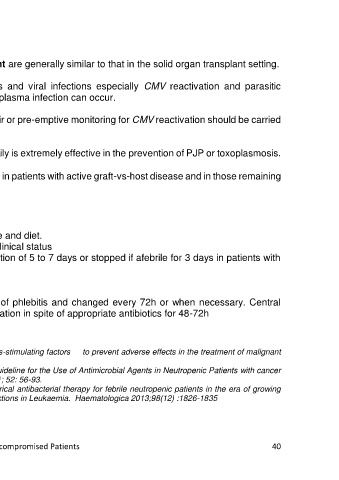 nt are generally similar to that in the solid organ transplant setting.
s and viral infections especially CMV reactivation and parasitic
plasma infection can occur.
ir or pre-emptive monitoring for CMV reactivation should be carried
ily is extremely effective in the prevention of PJP or toxoplasmosis.
in patients with active graft-vs-host disease and in those remaining
e and diet.
linical status
tion of 5 to 7 days or stopped if afebrile for 3 days in patients with
of phlebitis and changed every 72h or when necessary. Central
ation in spite of appropriate antibiotics for 48-72h
s-stimulating factors to prevent adverse effects in the treatment of malignant
uideline for the Use of Antimicrobial Agents in Neutropenic Patients with cancer
; 52: 56-93.
rical antibacterial therapy for febrile neutropenic patients in the era of growing
ctions in Leukaemia. Haematologica 2013;98(12) :1826-1835
compromised Patients 40